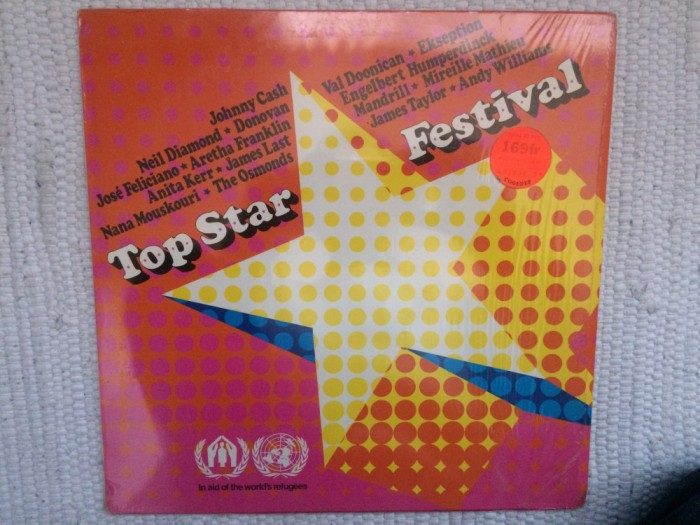 Johnny Cash
Neil Diamond • Donovan
José Feliciano • Aretha Franklin
Anita Kerr • James Last
Nana Mouskouri • The Osmonds
Top Star
Val Doonican • Ekseption
Engelbert Humperdinck
Mandrill • Mireille Mathieu
James Taylor • Andy Williams
Festival
169fr
In aid of the world's refugees